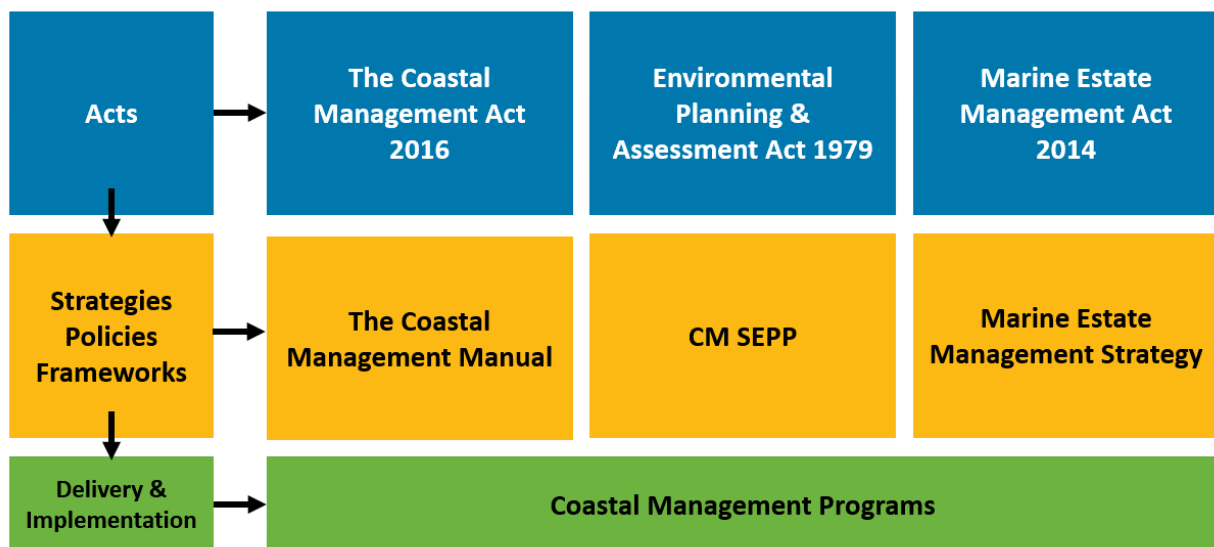 Acts
The Coastal
Management Act
2016
Environmental
Planning &
Assessment Act 1979
Marine Estate
Management Act
2014
Strategies
Policies
Frameworks
The Coastal
Management Manual
CM SEPP
Marine Estate
Management Strategy
Delivery &
Implementation
Coastal Management Programs